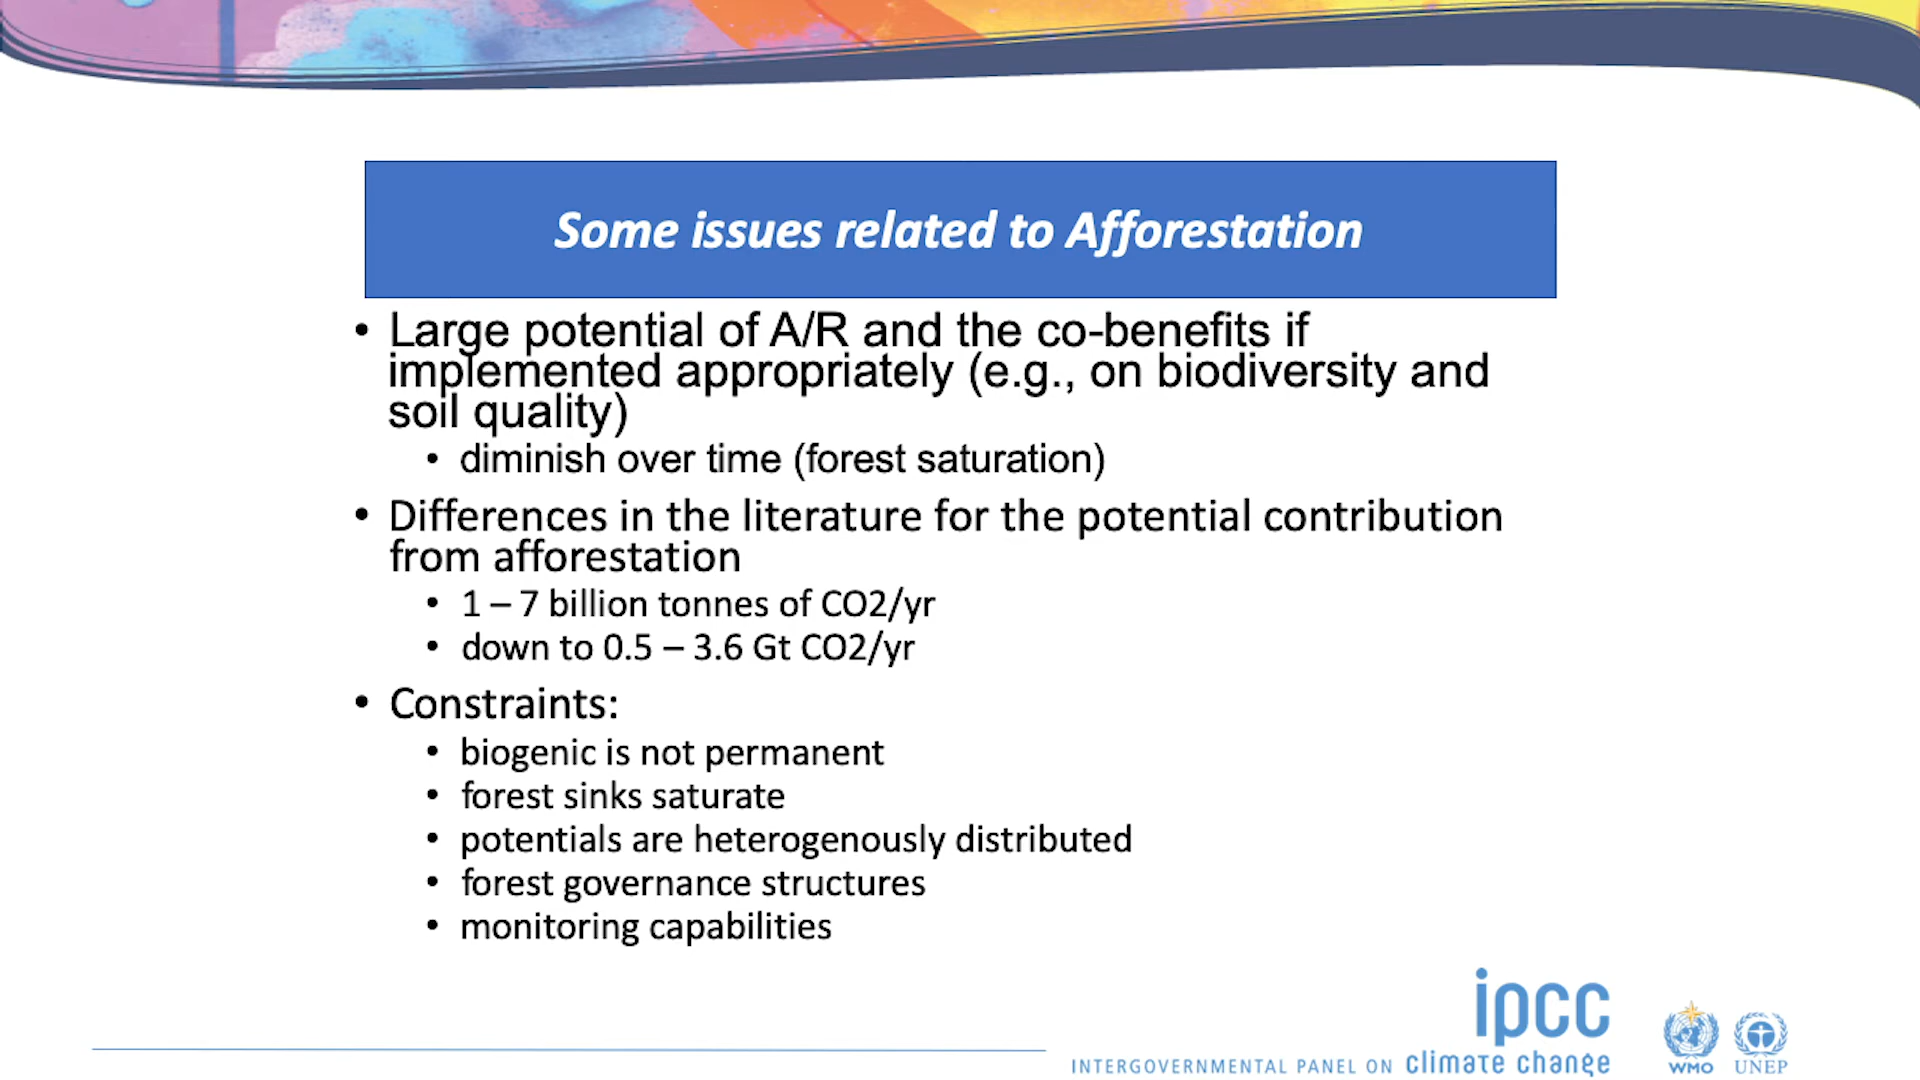 Some issues related to Afforestation
• Large potential of A/R and the co-benefits if
implemented appropriately (e.g., on biodiversity and
soil quality)
• diminish over time (forest saturation)
• Differences in the literature for the potential contribution
from afforestation
• 1 – 7 billion tonnes of CO2/yr
• down to 0.5 – 3.6 Gt CO2/yr
• Constraints:
• biogenic is not permanent
• forest sinks saturate
• potentials are heterogenously distributed
• forest governance structures
• monitoring capabilities
ipcc
INTERGOVERNMENTAL PANEL ON climate change
WMO UNEP